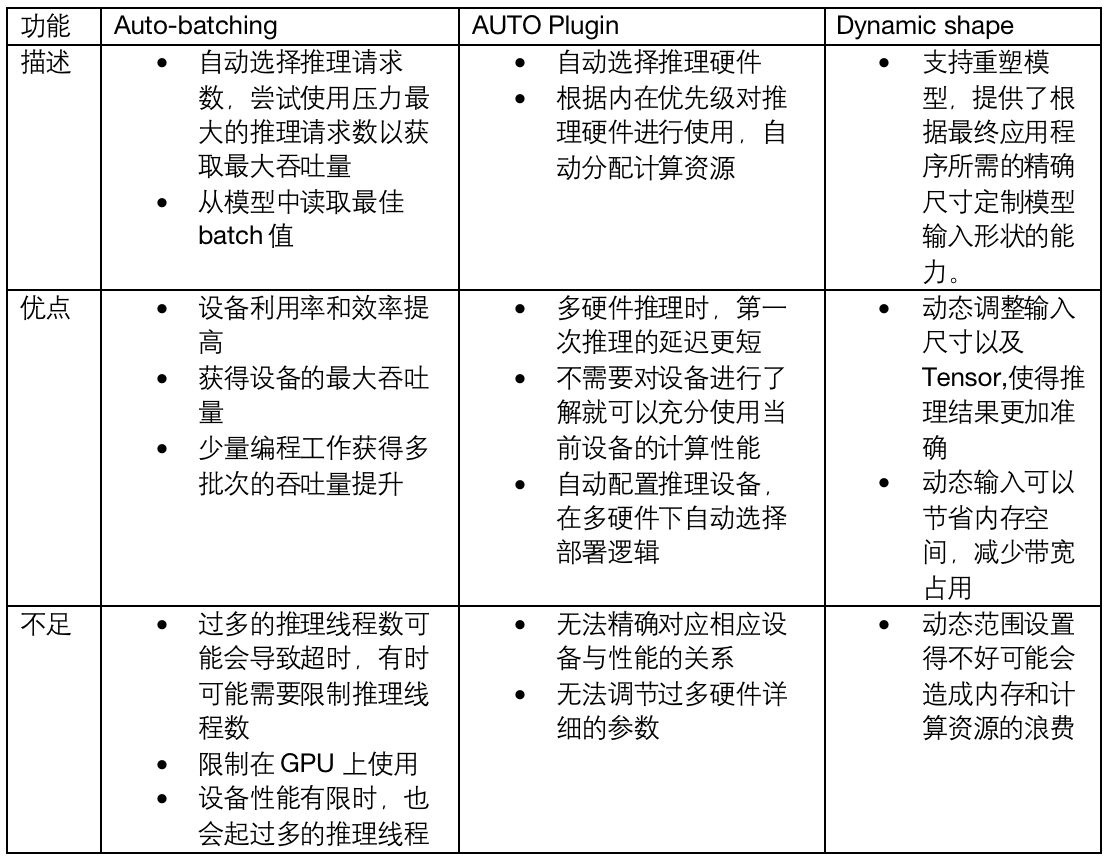 功能
Auto-batching
AUTO Plugin
Dynamic shape
描述
• 自动选择推理请求
数，尝试使用压力最
大的推理请求数以获
取最大吞吐量
• 从模型中读取最佳
batch 值
• 自动选择推理硬件
• 根据内在优先级对推
理硬件进行使用，自
动分配计算资源
• 支持重塑模
型，提供了根
据最终应用程
序所需的精确
尺寸定制模型
输入形状的能
力。
优点
• 设备利用率和效率提
高
• 获得设备的最大吞吐
量
• 少量编程工作获得多
批次的吞吐量提升
• 多硬件推理时，第一
次推理的延迟更短
• 不需要对设备进行了
解就可以充分使用当
前设备的计算性能
• 自动配置推理设备，
在多硬件下自动选择
部署逻辑
• 动态调整输入
尺寸以及
Tensor,使得推
理结果更加准
确
• 动态输入可以
节省内存空
间，减少带宽
占用
不足
• 过多的推理线程数可
能会导致超时，有时
可能需要限制推理线
程数
• 限制在 GPU 上使用
• 设备性能有限时，也
会起过多的推理线程
• 无法精确对应相应设
备与性能的关系
• 无法调节过多硬件详
细的参数
• 动态范围设置
得不好可能会
造成内存和计
算资源的浪费